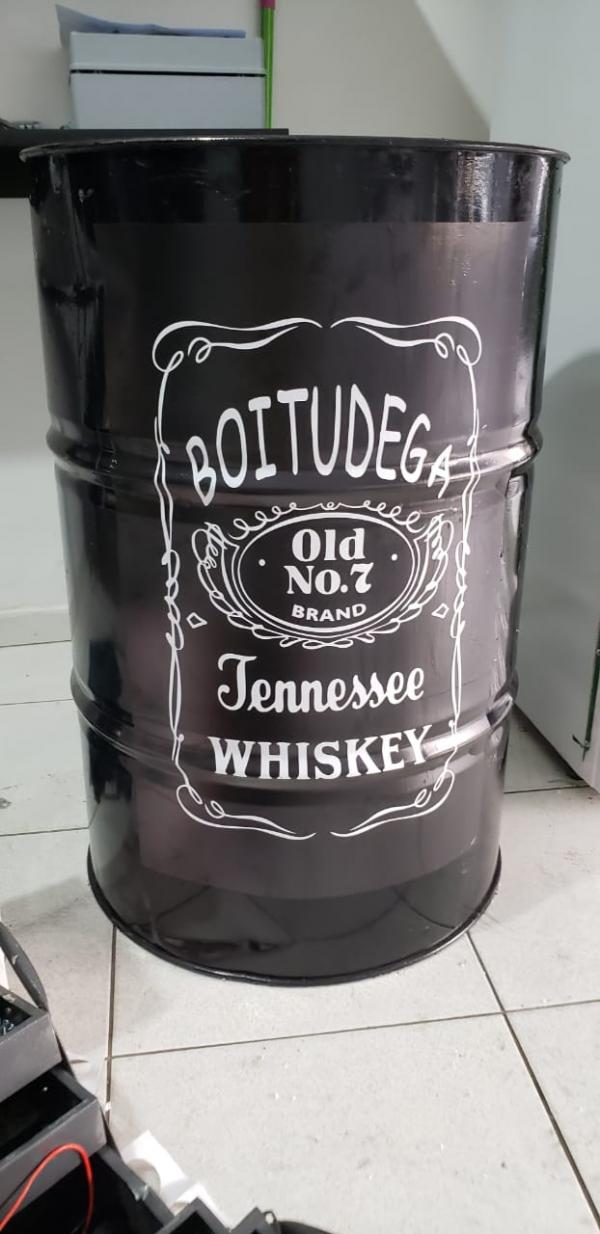 BOITUDEGA
Old
No.7
BRAND
Tennessee
WHISKEY